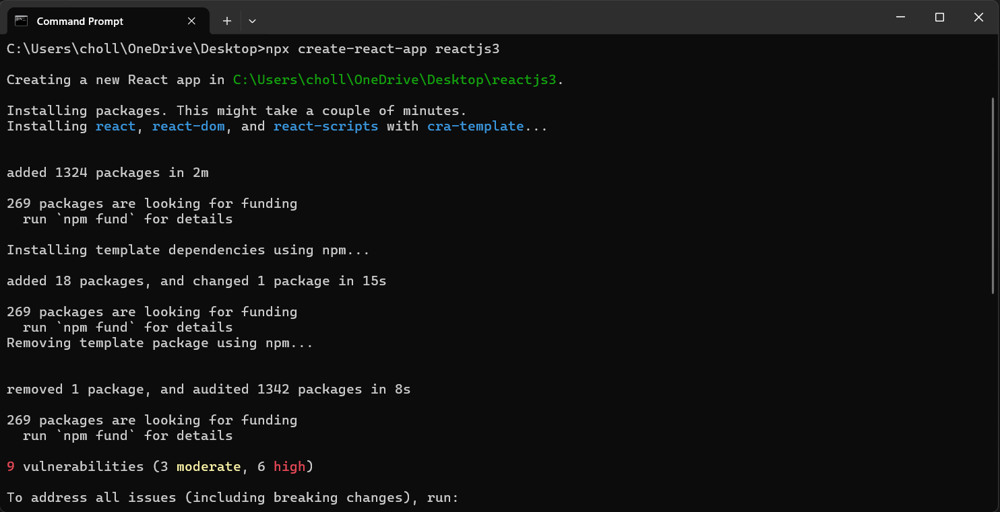 Command Prompt
C:\Users\choll\OneDrive\Desktop>npx create-react-app reactjs3
Creating a new React app in C:\Users\choll\OneDrive\Desktop\reactjs3.
Installing packages. This might take a couple of minutes.
Installing react, react-dom, and react-scripts with cra-template...
added 1324 packages in 2m
269 packages are looking for funding
  run `npm fund` for details
Installing template dependencies using npm...
added 18 packages, and changed 1 package in 15s
269 packages are looking for funding
  run `npm fund` for details
Removing template package using npm...
removed 1 package, and audited 1342 packages in 8s
269 packages are looking for funding
  run `npm fund` for details
9 vulnerabilities (3 moderate, 6 high)
To address all issues (including breaking changes), run: